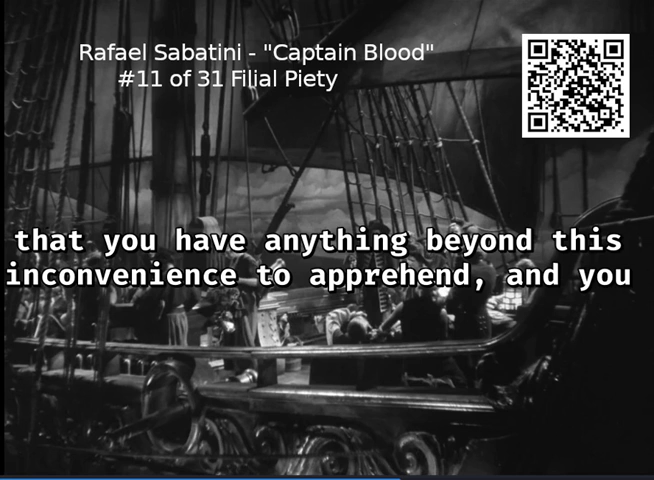 Rafael Sabatini - "Captain Blood"
#11 of 31 Filial Piety
that you have anything beyond this
inconvenience to apprehend, and you